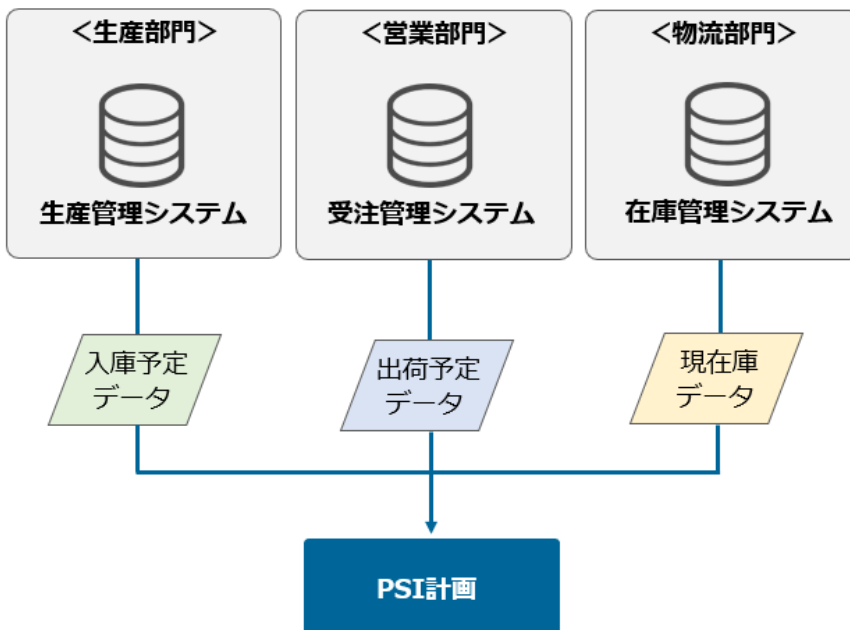 <生産部門>
<営業部門>
<物流部門>
生産管理システム
受注管理システム
在庫管理システム
入庫予定
データ
出荷予定
データ
現在庫
データ
PSI計画